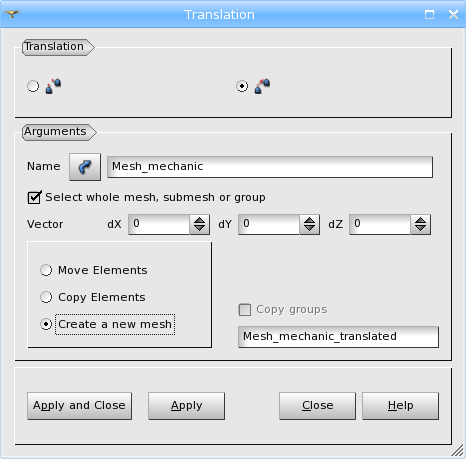 Translation
Translation
Arguments
Name Mesh_mechanic
Select whole mesh, submesh or group
Vector dX 0 dY 0 dZ 0
Move Elements
Copy Elements
Copy groups
Create a new mesh
Mesh_mechanic_translated
Apply and Close Apply Close Help